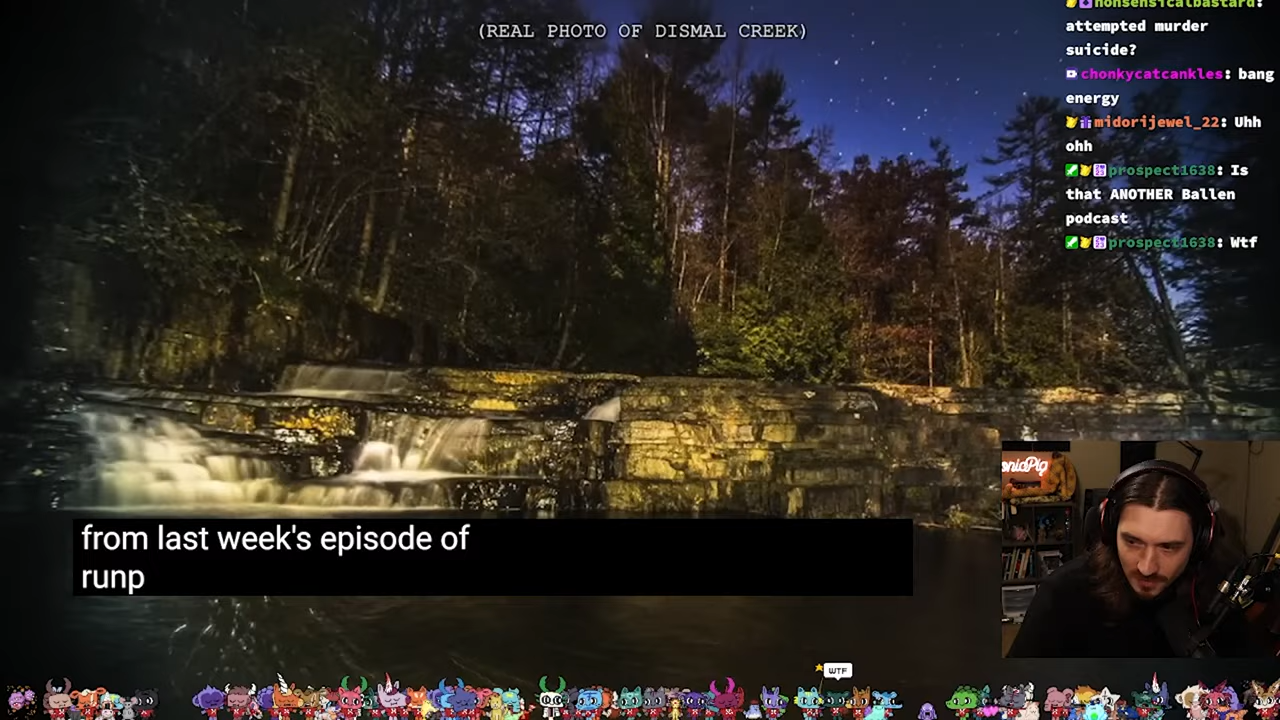 (REAL PHOTO OF DISMAL CREEK)
nonsensicalbastard:
attempted murder
suicide?
chonkycatcankles: bang
energy
midorijewel_22: Uhh
ohh
prospect1638: Is
that ANOTHER Ballen
podcast
prospect1638: Wtf
from last week's episode of
runp
WTF